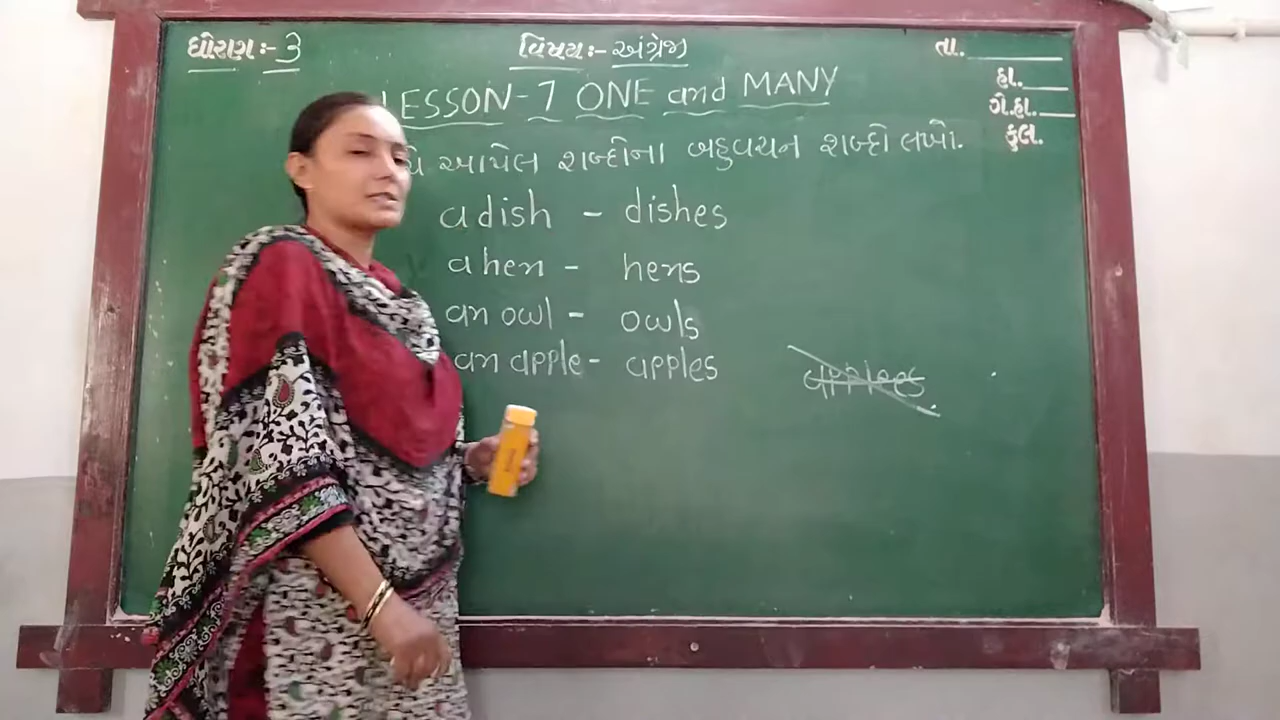 ધોરણ:- 3 વિષય:- અંગ્રેજી તા.
હા.
ગે.હા.
કુલ.
LESSON-7 ONE and MANY
આપેલ શબ્દોના બહુવચન શબ્દો લખો.
a dish - dishes
a hen - hens
an owl - owls
an apple - apples
applees